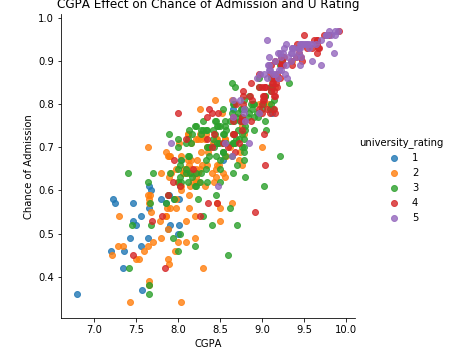 CGPA Effect on Chance of Admission and U Rating
1.0
0.9
0.8
0.7
0.6
0.5
0.4
Chance of Admission
7.0 7.5 8.0 8.5 9.0 9.5 10.0
CGPA
university_rating
1
2
3
4
5